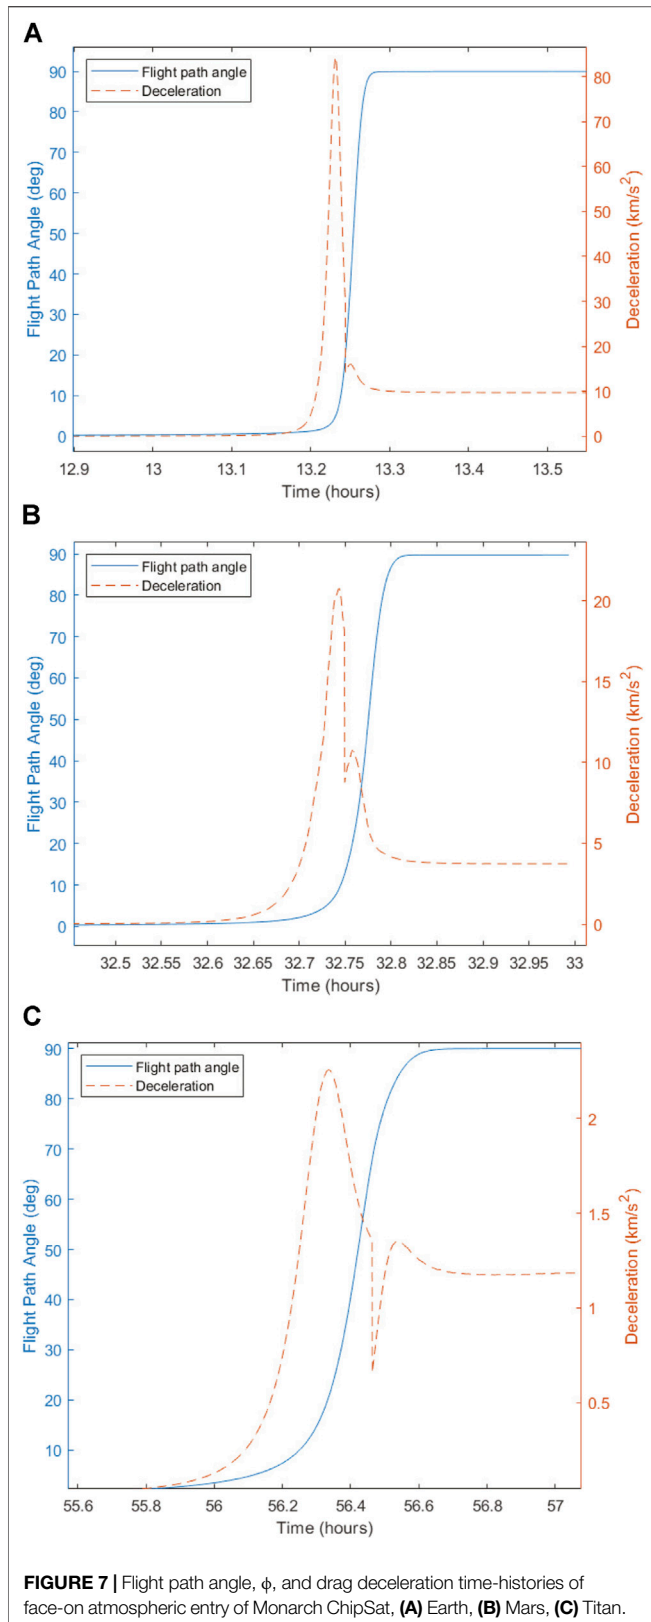 A
Flight path angle
Deceleration
90
80
70
60
50
40
30
20
10
0
Flight Path Angle (deg)
80
70
60
50
40
30
20
10
0
Deceleration (km/s²)
12.9 13 13.1 13.2 13.3 13.4 13.5
Time (hours)
B
Flight path angle
Deceleration
90
80
70
60
50
40
30
20
10
0
Flight Path Angle (deg)
20
15
10
5
0
Deceleration (km/s²)
32.5 32.55 32.6 32.65 32.7 32.75 32.8 32.85 32.9 32.95 33
Time (hours)
C
Flight path angle
Deceleration
90
80
70
60
50
40
30
20
10
Flight Path Angle (deg)
2
1.5
1
0.5
Deceleration (km/s²)
55.6 55.8 56 56.2 56.4 56.6 56.8 57
Time (hours)
FIGURE 7 | Flight path angle, ϕ, and drag deceleration time-histories of
face-on atmospheric entry of Monarch ChipSat, (A) Earth, (B) Mars, (C) Titan.